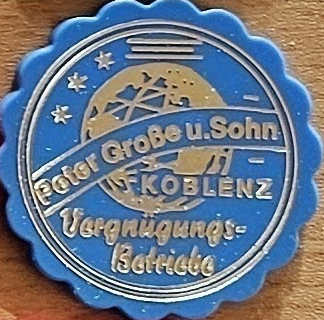 Peter Große u. Sohn
KOBLENZ
Vergnügungs-
Betriebe